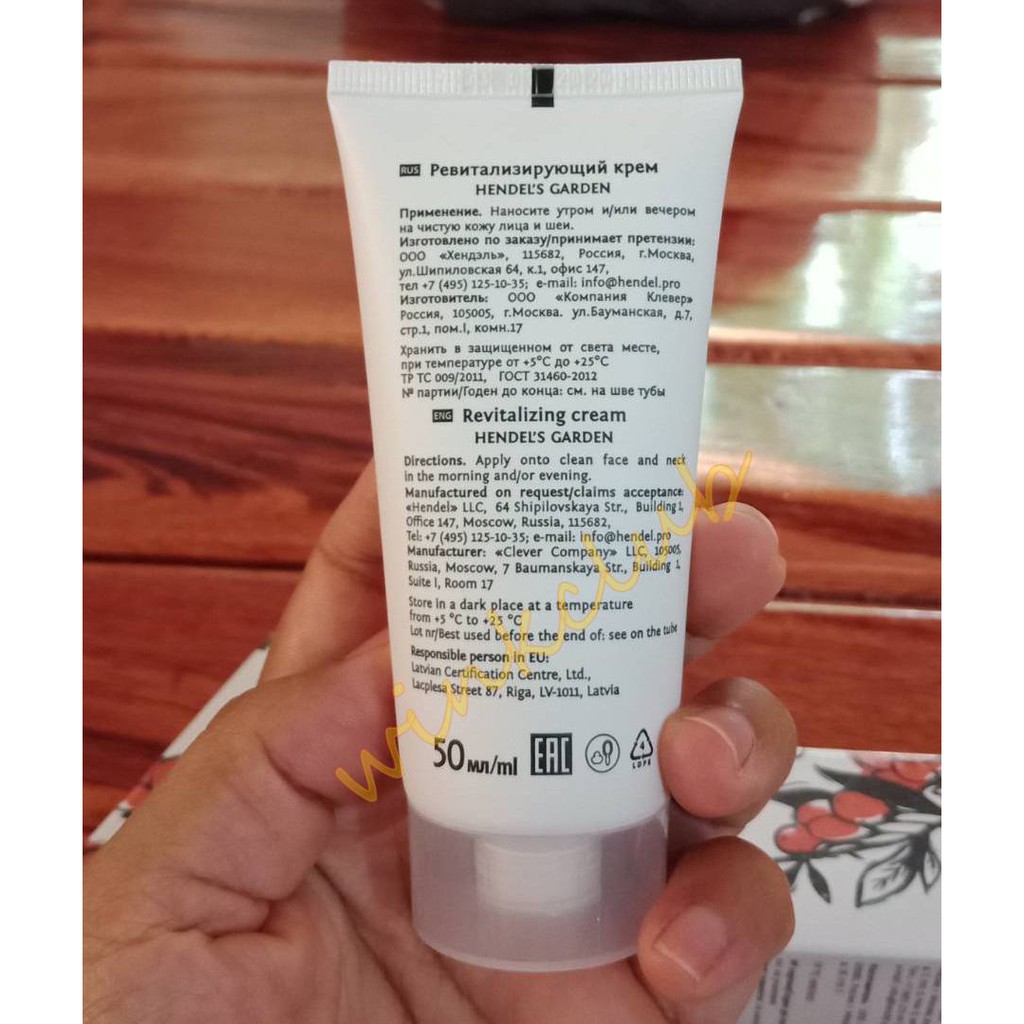 RUS Ревитализирующий крем
HENDEL'S GARDEN
Применение. Наносите утром и/или вечером
на чистую кожу лица и шеи.
Изготовлено по заказу/принимает претензии:
ООО «Хендэль», 115682, Россия, г.Москва,
ул.Шипиловская 64, к.1, офис 147,
тел +7 (495) 125-10-35; e-mail: info@hendel.pro
Изготовитель: ООО «Компания Клевер»
Россия, 105005, г.Москва. ул.Бауманская, д.7,
стр.1, пом.I, комн.17
Хранить в защищенном от света месте,
при температуре от +5°C до +25°C
ТР ТС 009/2011, ГОСТ 31460-2012
№ партии/Годен до конца: см. на шве тубы
ENG Revitalizing cream
HENDEL'S GARDEN
Directions. Apply onto clean face and neck
in the morning and/or evening.
Manufactured on request/claims acceptance:
«Hendel» LLC, 64 Shipilovskaya Str., Building 1,
Office 147, Moscow, Russia, 115682,
Tel: +7 (495) 125-10-35; e-mail: info@hendel.pro
Manufacturer: «Clever Company» LLC, 105005,
Russia, Moscow, 7 Baumanskaya Str., Building 1,
Suite I, Room 17
Store in a dark place at a temperature
from +5 °C to +25 °C
Lot nr/Best used before the end of: see on the tube
Responsible person in EU:
Latvian Certification Centre, Ltd.,
Lacplesa Street 87, Riga, LV-1011, Latvia
50 мл/ml EAC 4
LDPE
winkclub